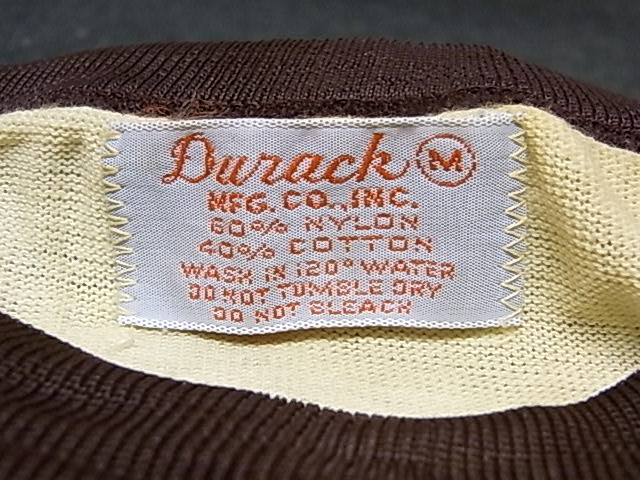 Durack M
MFG. CO., INC.
60% NYLON
40% COTTON
WASH IN 120° WATER
DO NOT TUMBLE DRY
DO NOT BLEACH